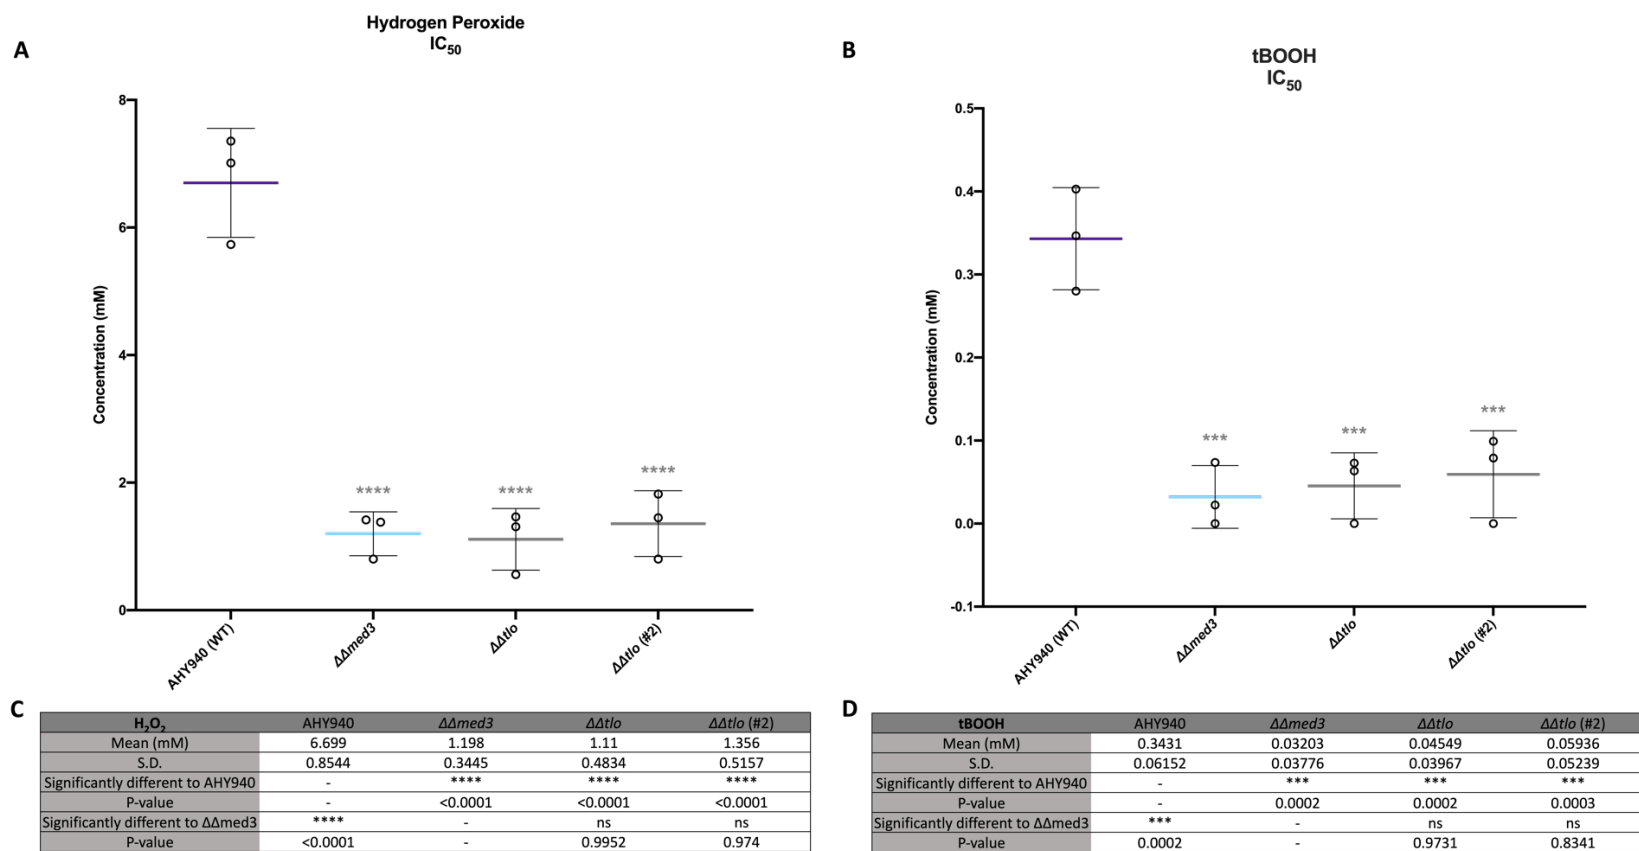 A
Hydrogen Peroxide
IC50
Concentration (mM)
8
6
4
2
0
****
****
****
AHY940 (WT)
ΔΔmed3
ΔΔtlo
ΔΔtlo (#2)
B
tBOOH
IC50
Concentration (mM)
0.5
0.4
0.3
0.2
0.1
0.0
-0.1
***
***
***
AHY940 (WT)
ΔΔmed3
ΔΔtlo
ΔΔtlo (#2)
C
H2O2 AHY940 ΔΔmed3 ΔΔtlo ΔΔtlo (#2)
Mean (mM) 6.699 1.198 1.11 1.356
S.D. 0.8544 0.3445 0.4834 0.5157
Significantly different to AHY940 - **** **** ****
P-value - <0.0001 <0.0001 <0.0001
Significantly different to ΔΔmed3 **** - ns ns
P-value <0.0001 - 0.9952 0.974
D
tBOOH AHY940 ΔΔmed3 ΔΔtlo ΔΔtlo (#2)
Mean (mM) 0.3431 0.03203 0.04549 0.05936
S.D. 0.06152 0.03776 0.03967 0.05239
Significantly different to AHY940 - *** *** ***
P-value - 0.0002 0.0002 0.0003
Significantly different to ΔΔmed3 *** - ns ns
P-value 0.0002 - 0.9731 0.8341